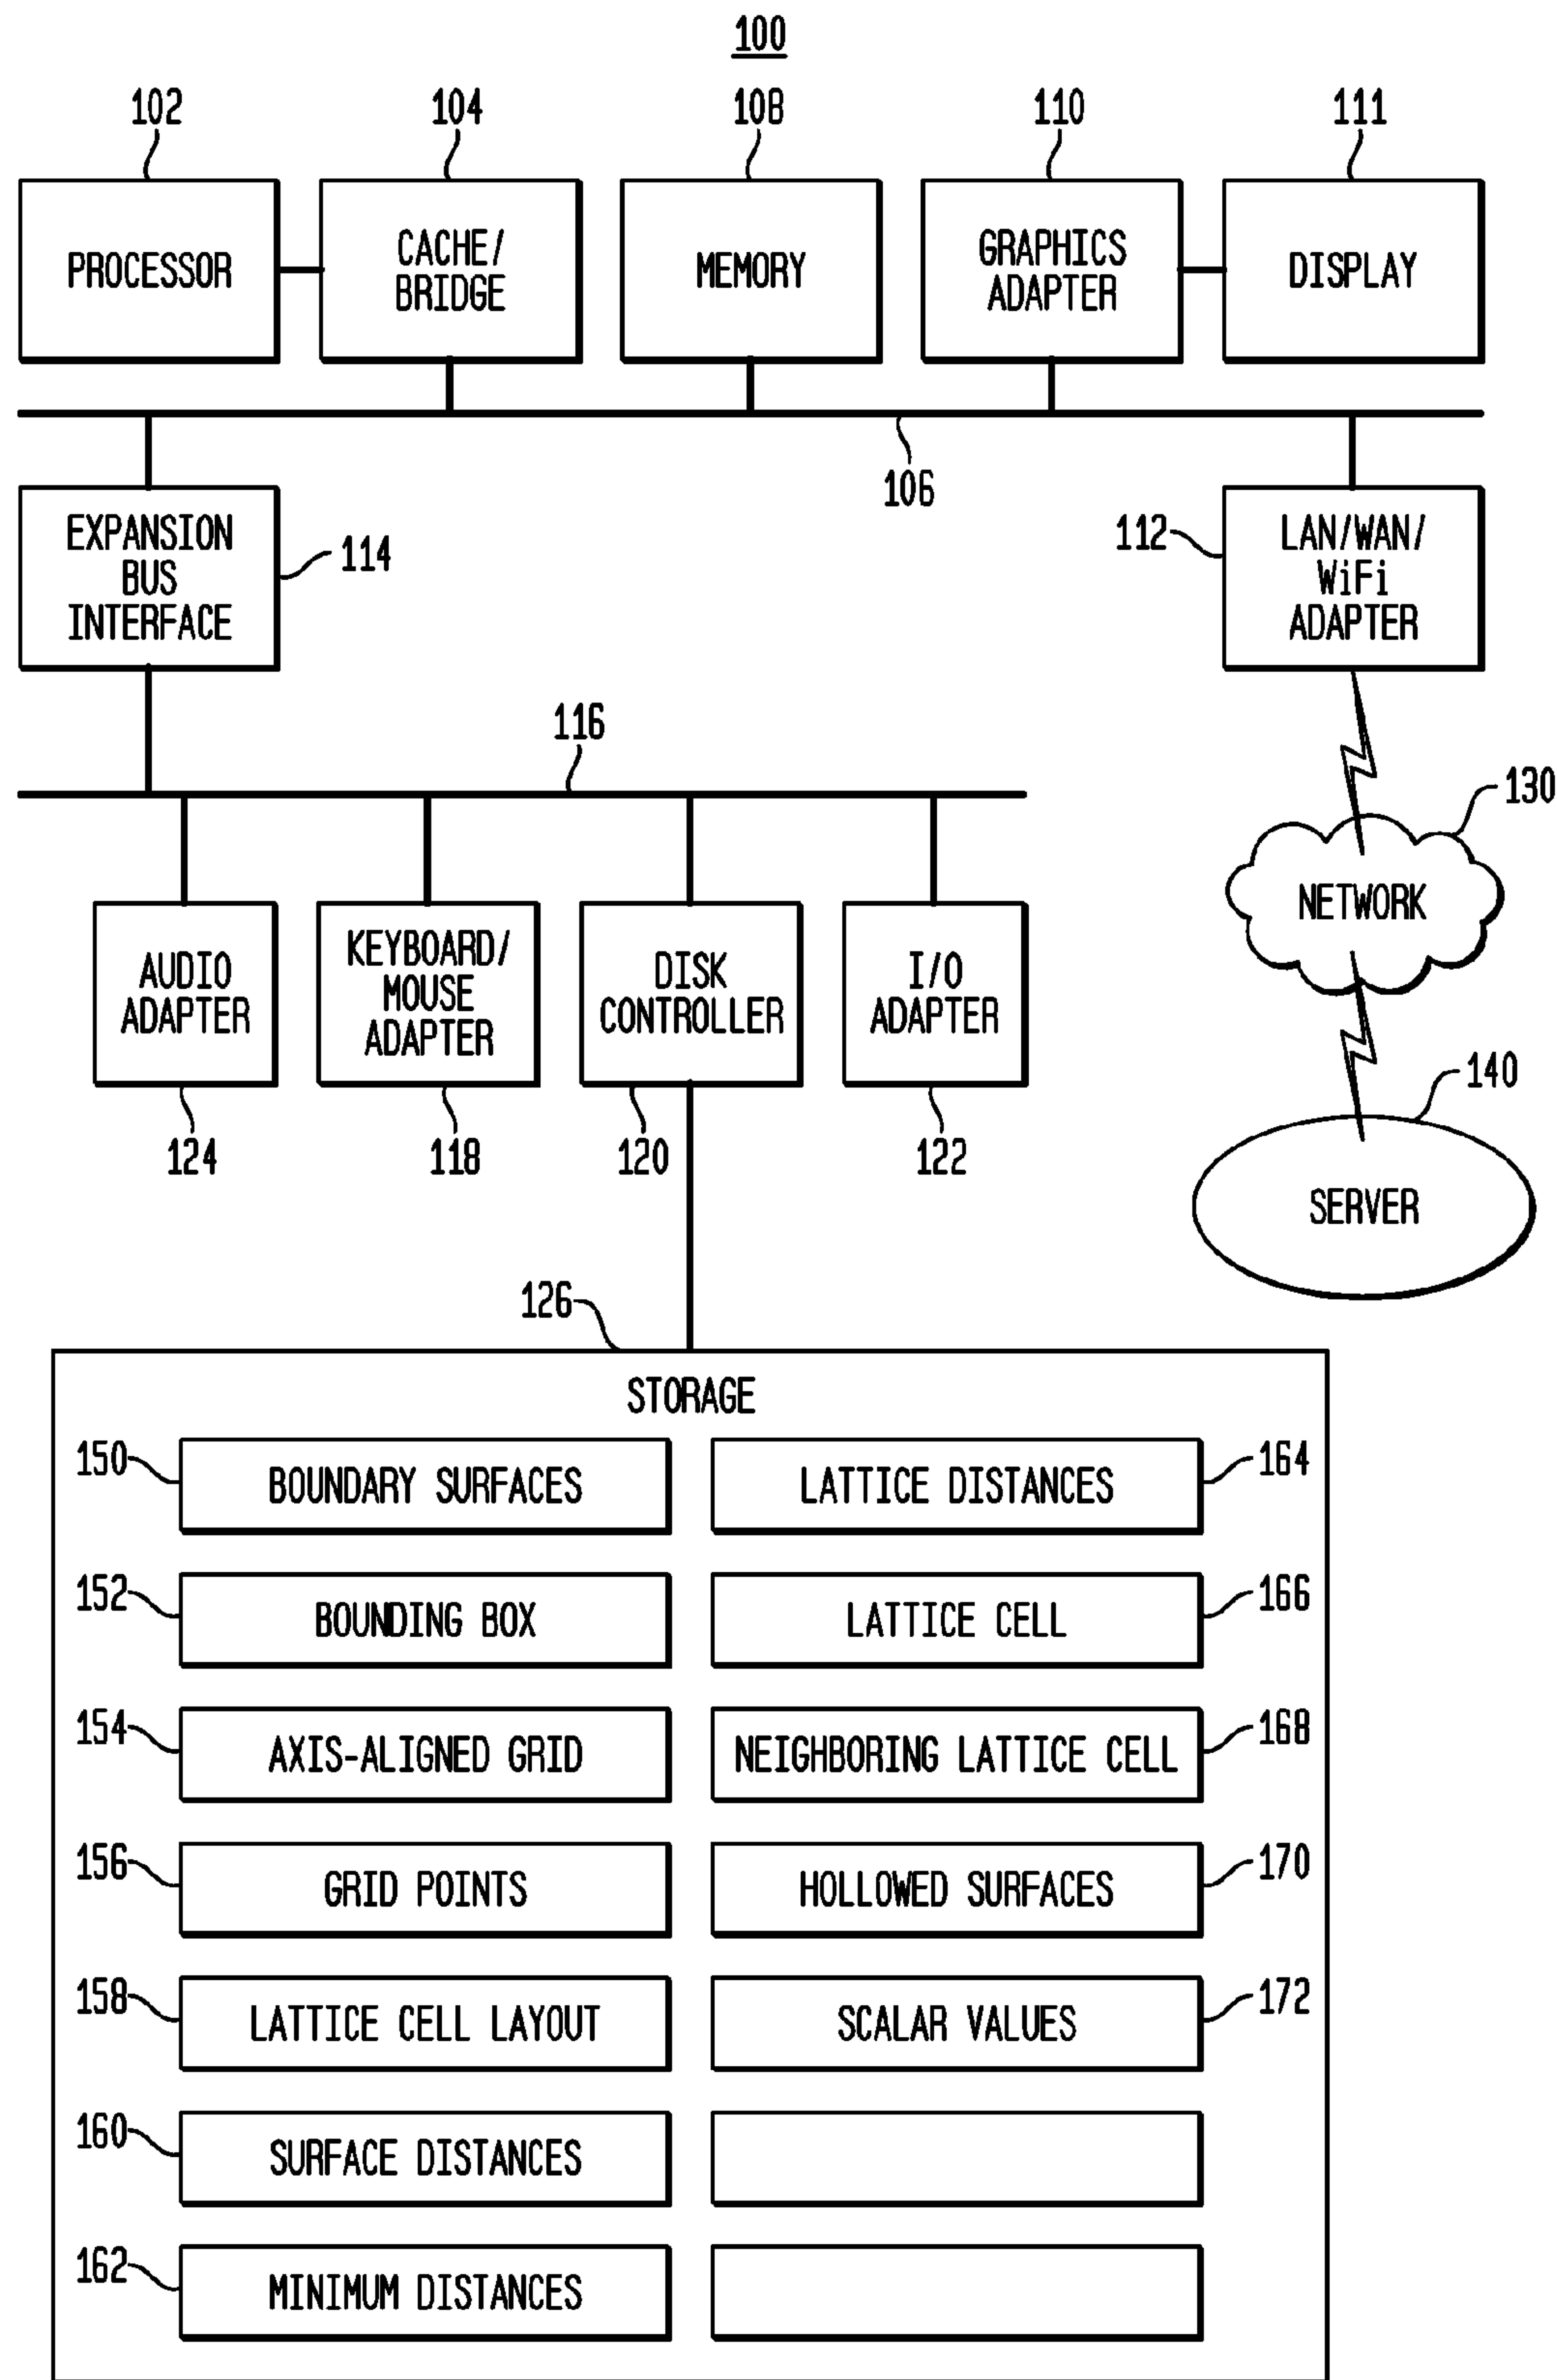 100
102
104
108
110
111
PROCESSOR
CACHE/
BRIDGE
MEMORY
GRAPHICS
ADAPTER
DISPLAY
106
EXPANSION
BUS
INTERFACE
114
112
LAN/WAN/
WiFi
ADAPTER
116
130
NETWORK
AUDIO
ADAPTER
KEYBOARD/
MOUSE
ADAPTER
DISK
CONTROLLER
I/O
ADAPTER
124
118
120
122
140
SERVER
126
STORAGE
150
BOUNDARY SURFACES
LATTICE DISTANCES
164
152
BOUNDING BOX
LATTICE CELL
166
154
AXIS-ALIGNED GRID
NEIGHBORING LATTICE CELL
168
156
GRID POINTS
HOLLOWED SURFACES
170
158
LATTICE CELL LAYOUT
SCALAR VALUES
172
160
SURFACE DISTANCES
162
MINIMUM DISTANCES